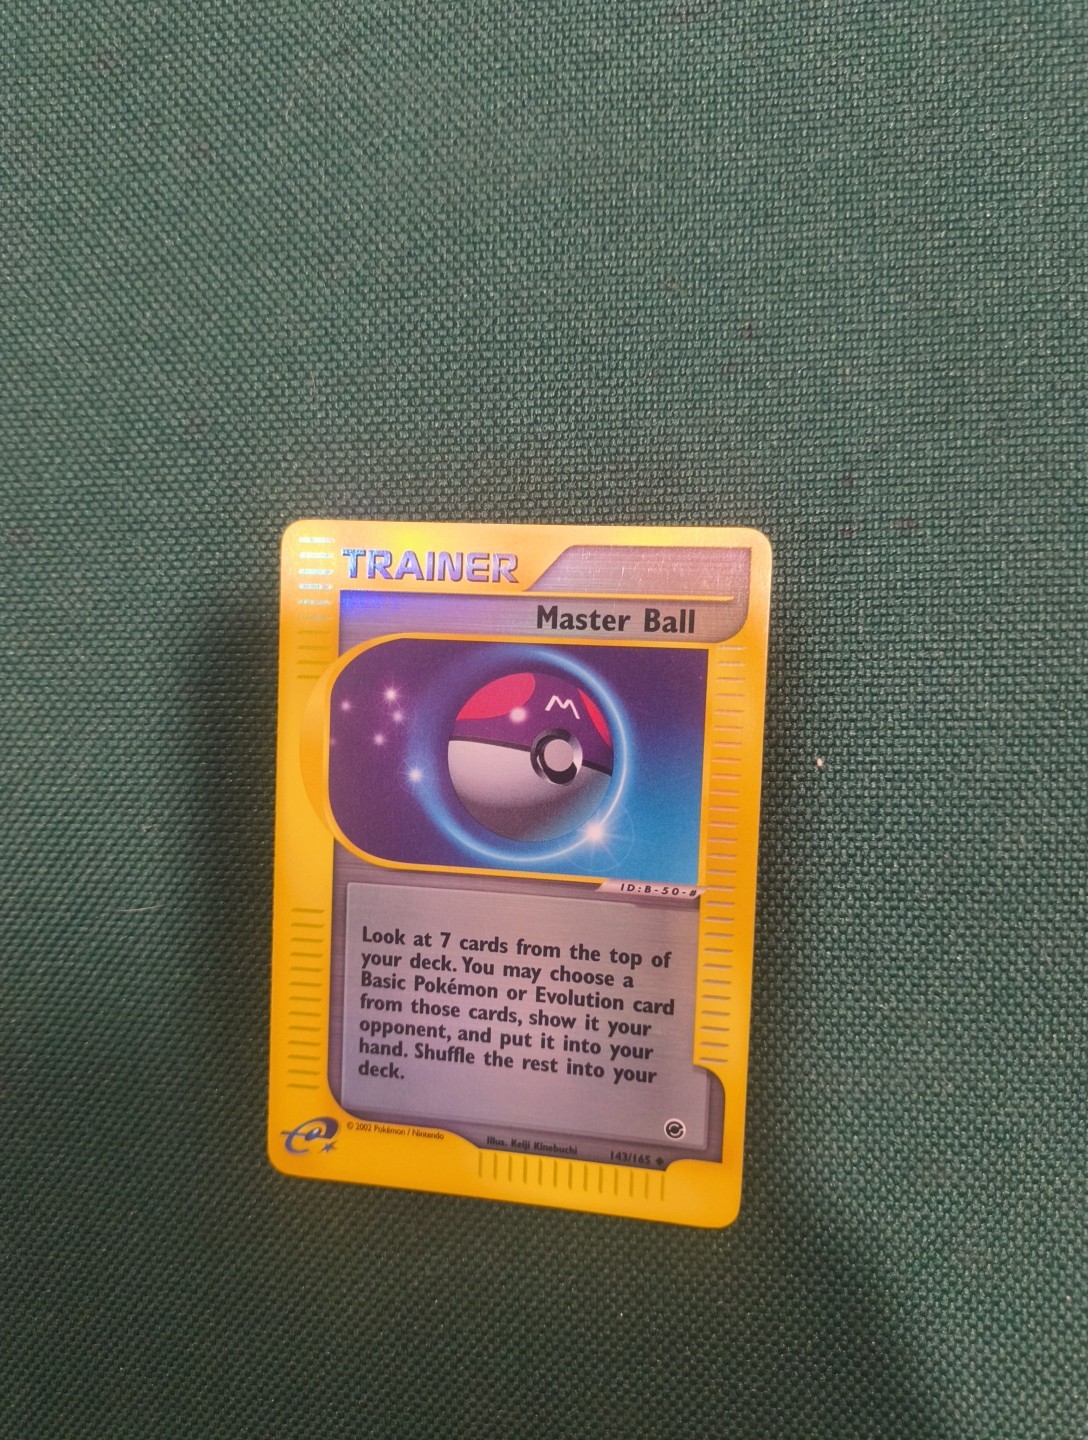 TRAINER
Master Ball
M
ID:B-50-#
Look at 7 cards from the top of
your deck. You may choose a
Basic Pokémon or Evolution card
from those cards, show it your
opponent, and put it into your
hand. Shuffle the rest into your
deck.
© 2002 Pokémon / Nintendo
Illus. Keiji Kinebuchi
143/165 ◆
e